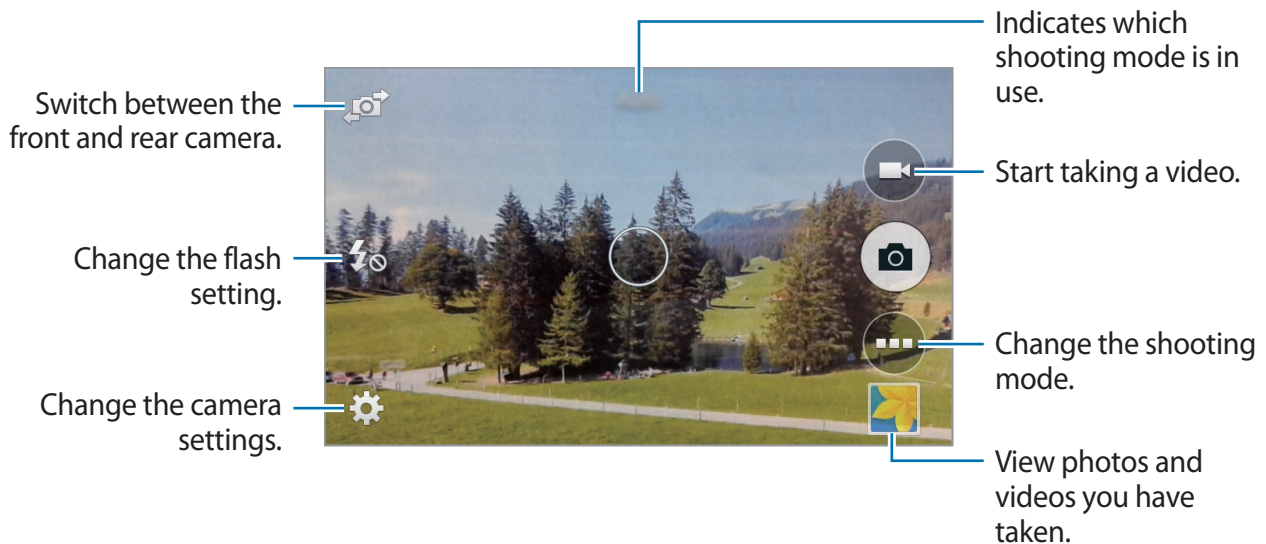 Indicates which
shooting mode is in
use.
Switch between the
front and rear camera.
Start taking a video.
Change the flash
setting.
Change the shooting
mode.
Change the camera
settings.
View photos and
videos you have
taken.